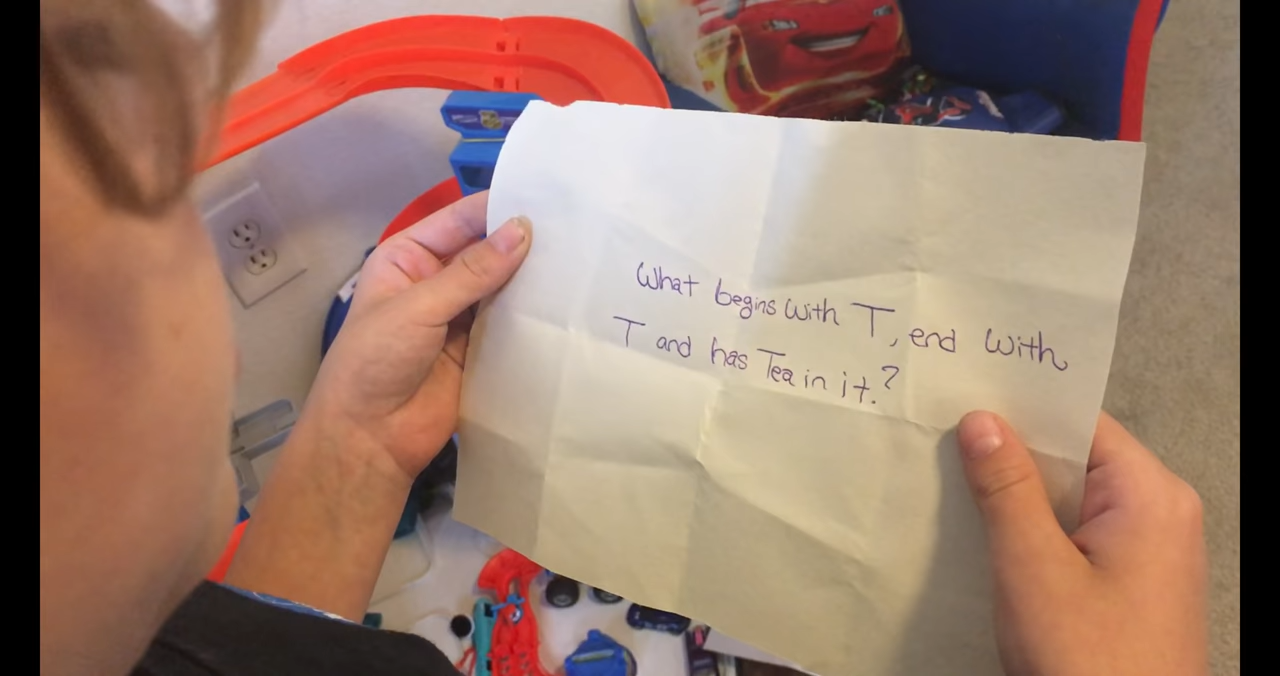 What begins with T, end with
T and has Tea in it.?